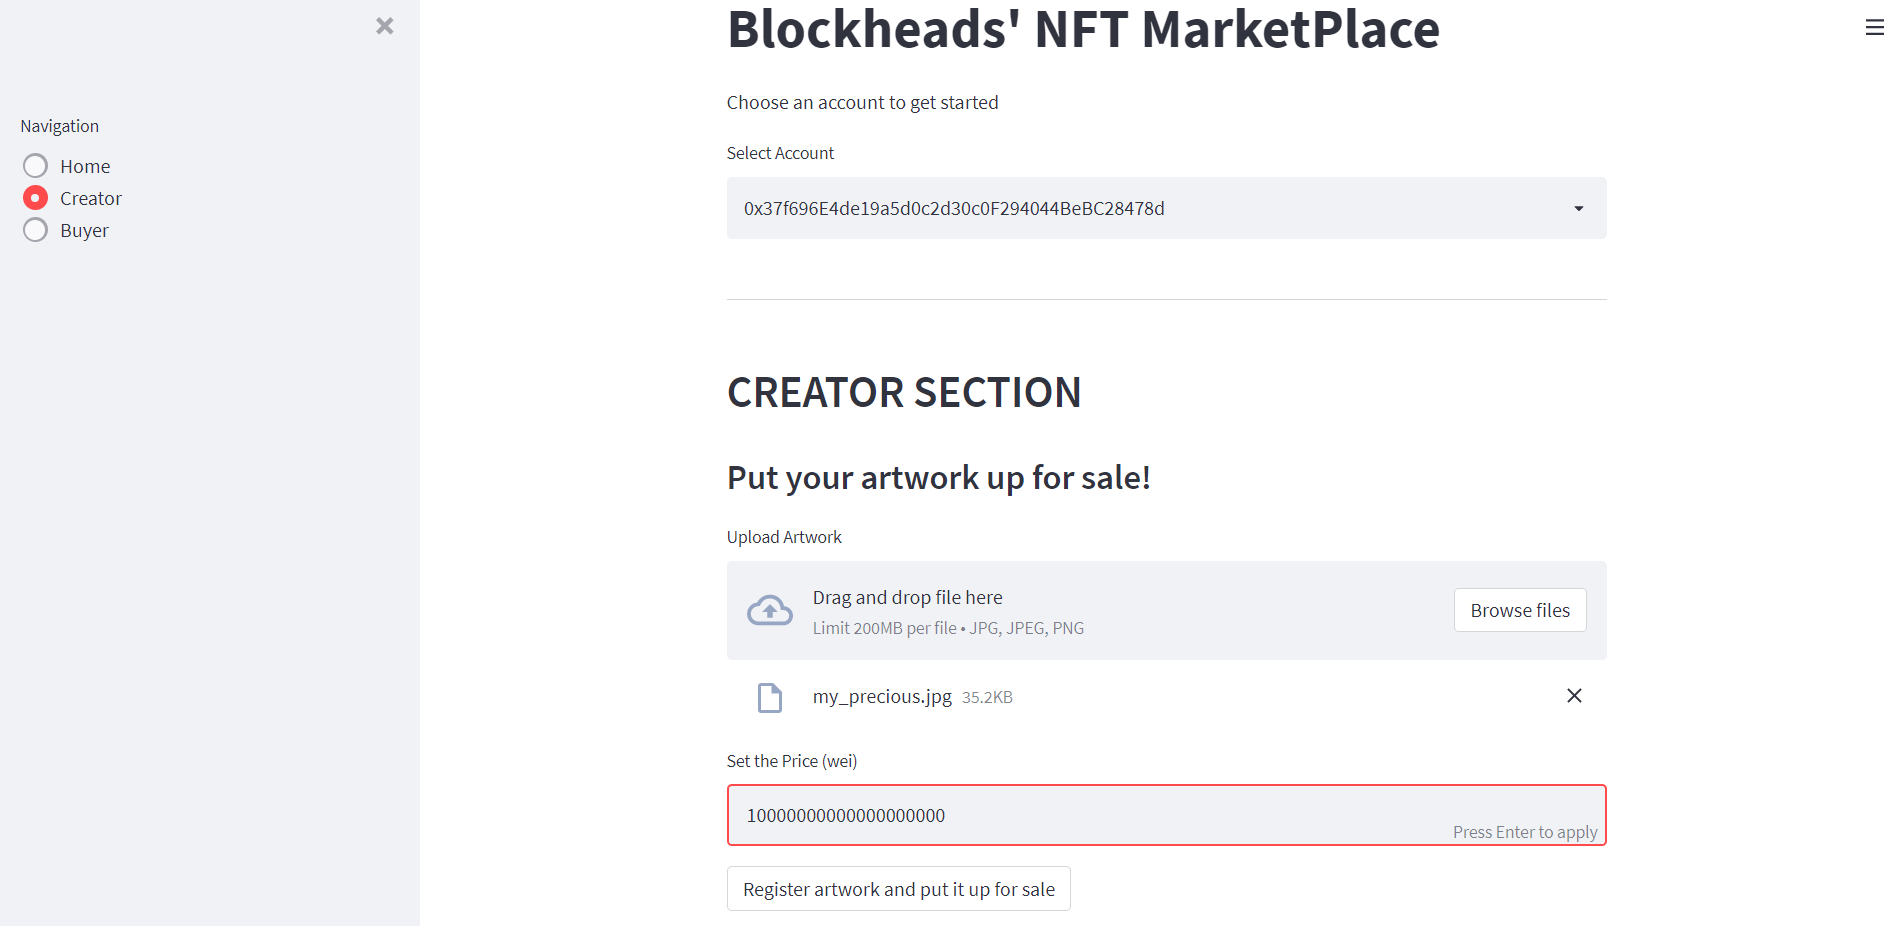 Blockheads' NFT MarketPlace
Choose an account to get started
Navigation
Select Account
Home
Creator
Buyer
0x37f696E4de19a5d0c2d30c0F294044BeBC28478d
CREATOR SECTION
Put your artwork up for sale!
Upload Artwork
Drag and drop file here
Limit 200MB per file • JPG, JPEG, PNG
Browse files
my_precious.jpg 35.2KB
Set the Price (wei)
10000000000000000000
Press Enter to apply
Register artwork and put it up for sale